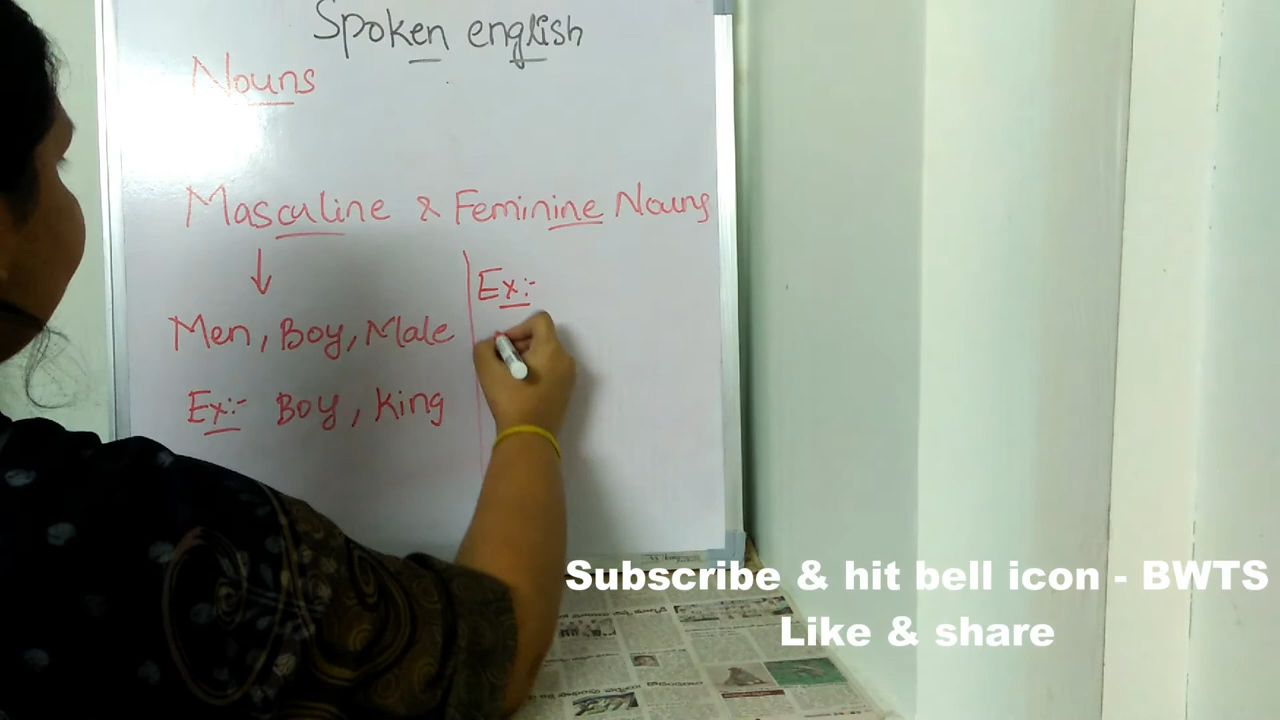 Spoken english
Nouns
Masculine & Feminine Nouns
↓
Men, Boy, Male
Ex:- Boy, King
Ex:-
Subscribe & hit bell icon - BWTS
Like & share